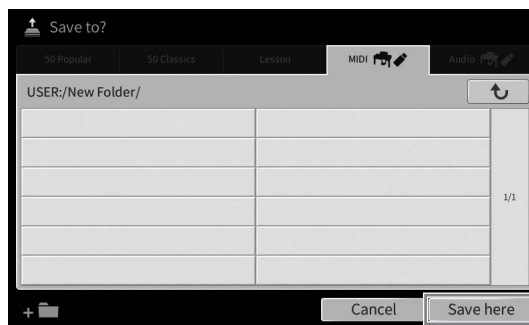 Save to?
50 Popular 50 Classics Lesson MIDI Audio
USER:/New Folder/
1/1
+ Cancel Save here